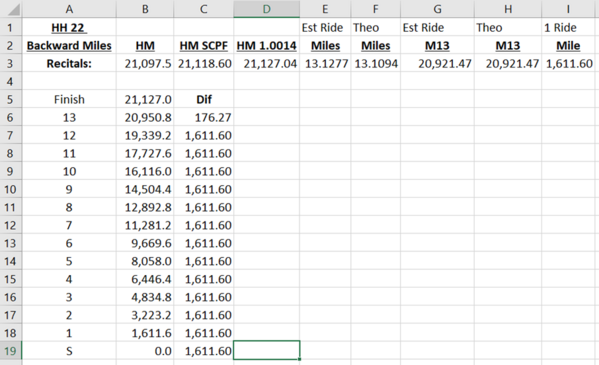 A B C D E F G H I
1 HH 22 Est Ride Theo Est Ride Theo 1 Ride
2 Backward Miles HM HM SCPF HM 1.0014 Miles Miles M13 M13 Mile
3 Recitals: 21,097.5 21,118.60 21,127.04 13.1277 13.1094 20,921.47 20,921.47 1,611.60
4
5 Finish 21,127.0 Dif
6 13 20,950.8 176.27
7 12 19,339.2 1,611.60
8 11 17,727.6 1,611.60
9 10 16,116.0 1,611.60
10 9 14,504.4 1,611.60
11 8 12,892.8 1,611.60
12 7 11,281.2 1,611.60
13 6 9,669.6 1,611.60
14 5 8,058.0 1,611.60
15 4 6,446.4 1,611.60
16 3 4,834.8 1,611.60
17 2 3,223.2 1,611.60
18 1 1,611.6 1,611.60
19 S 0.0 1,611.60